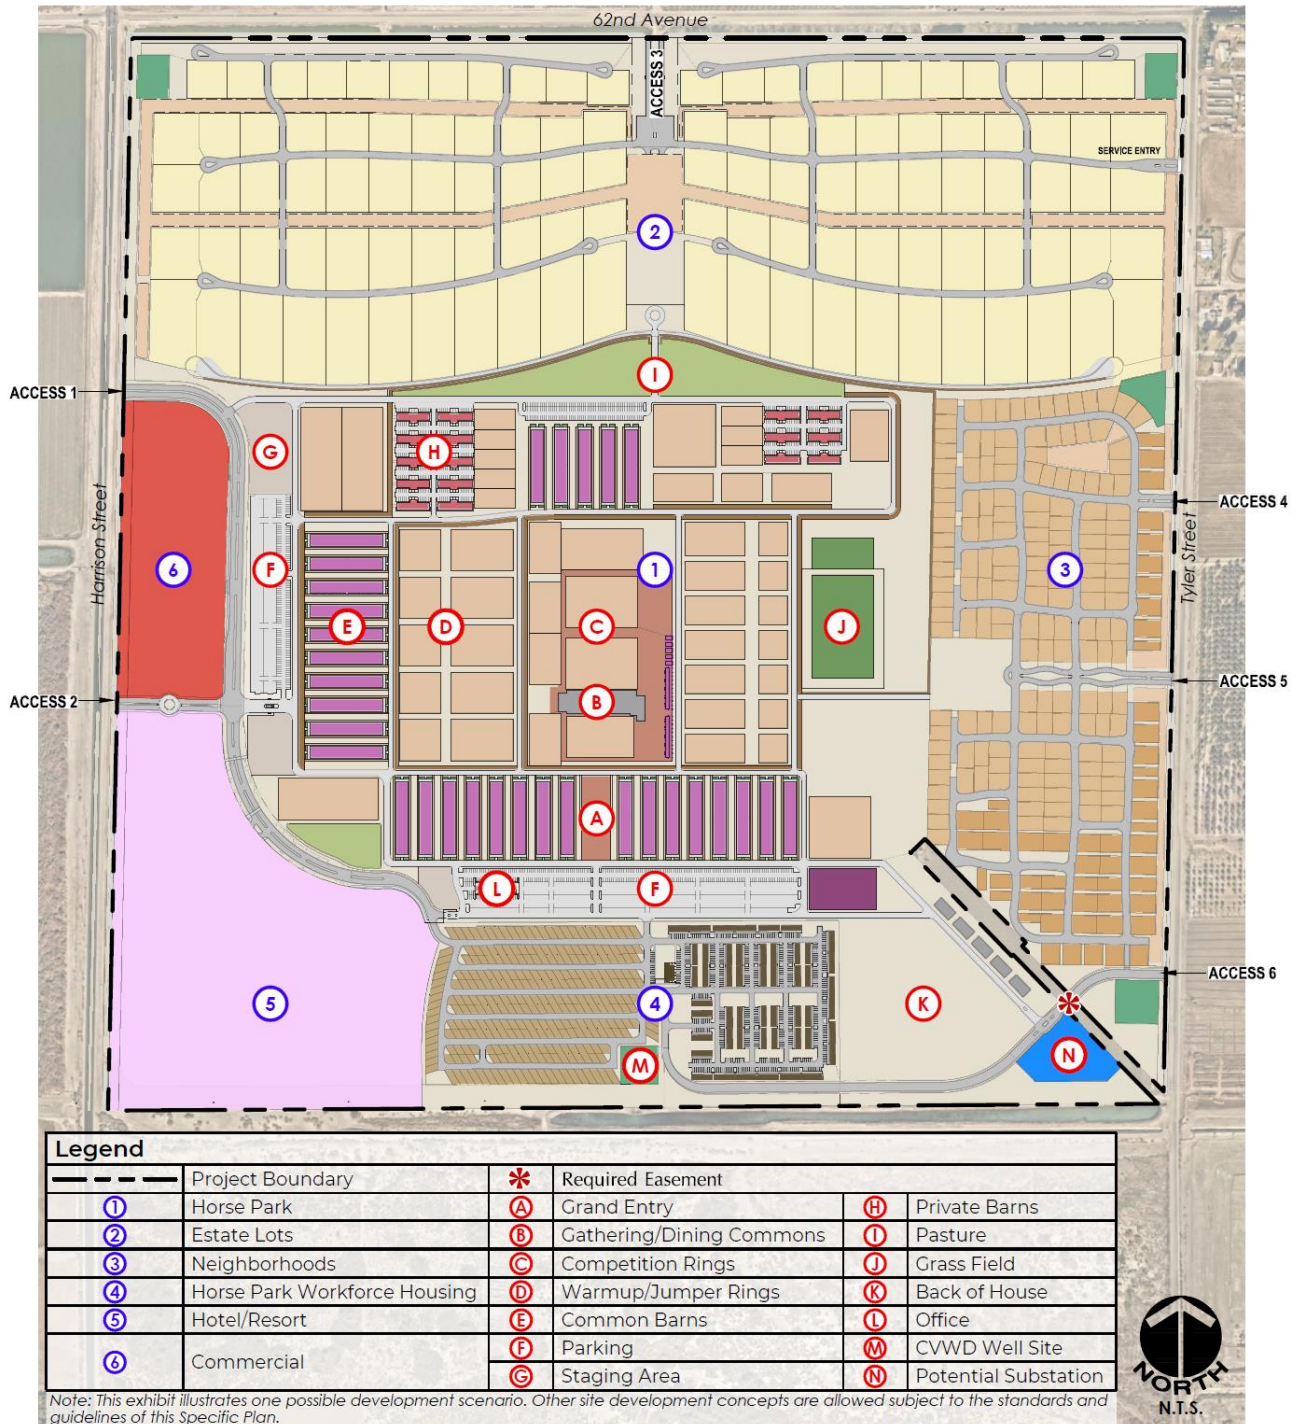 62nd Avenue
ACCESS 3
SERVICE ENTRY
2
ACCESS 1
I
G
H
ACCESS 4
Harrison Street
Tyler Street
6
F
1
3
E
D
C
J
ACCESS 2
B
ACCESS 5
A
L
F
ACCESS 6
5
4
K
M
N
Legend
Project Boundary
Required Easement
1 Horse Park A Grand Entry H Private Barns
2 Estate Lots B Gathering/Dining Commons I Pasture
3 Neighborhoods C Competition Rings J Grass Field
4 Horse Park Workforce Housing D Warmup/Jumper Rings K Back of House
5 Hotel/Resort E Common Barns L Office
6 Commercial F Parking M CVWD Well Site
G Staging Area N Potential Substation
NORTH
N.T.S.
Note: This exhibit illustrates one possible development scenario. Other site development concepts are allowed subject to the standards and
guidelines of this Specific Plan.